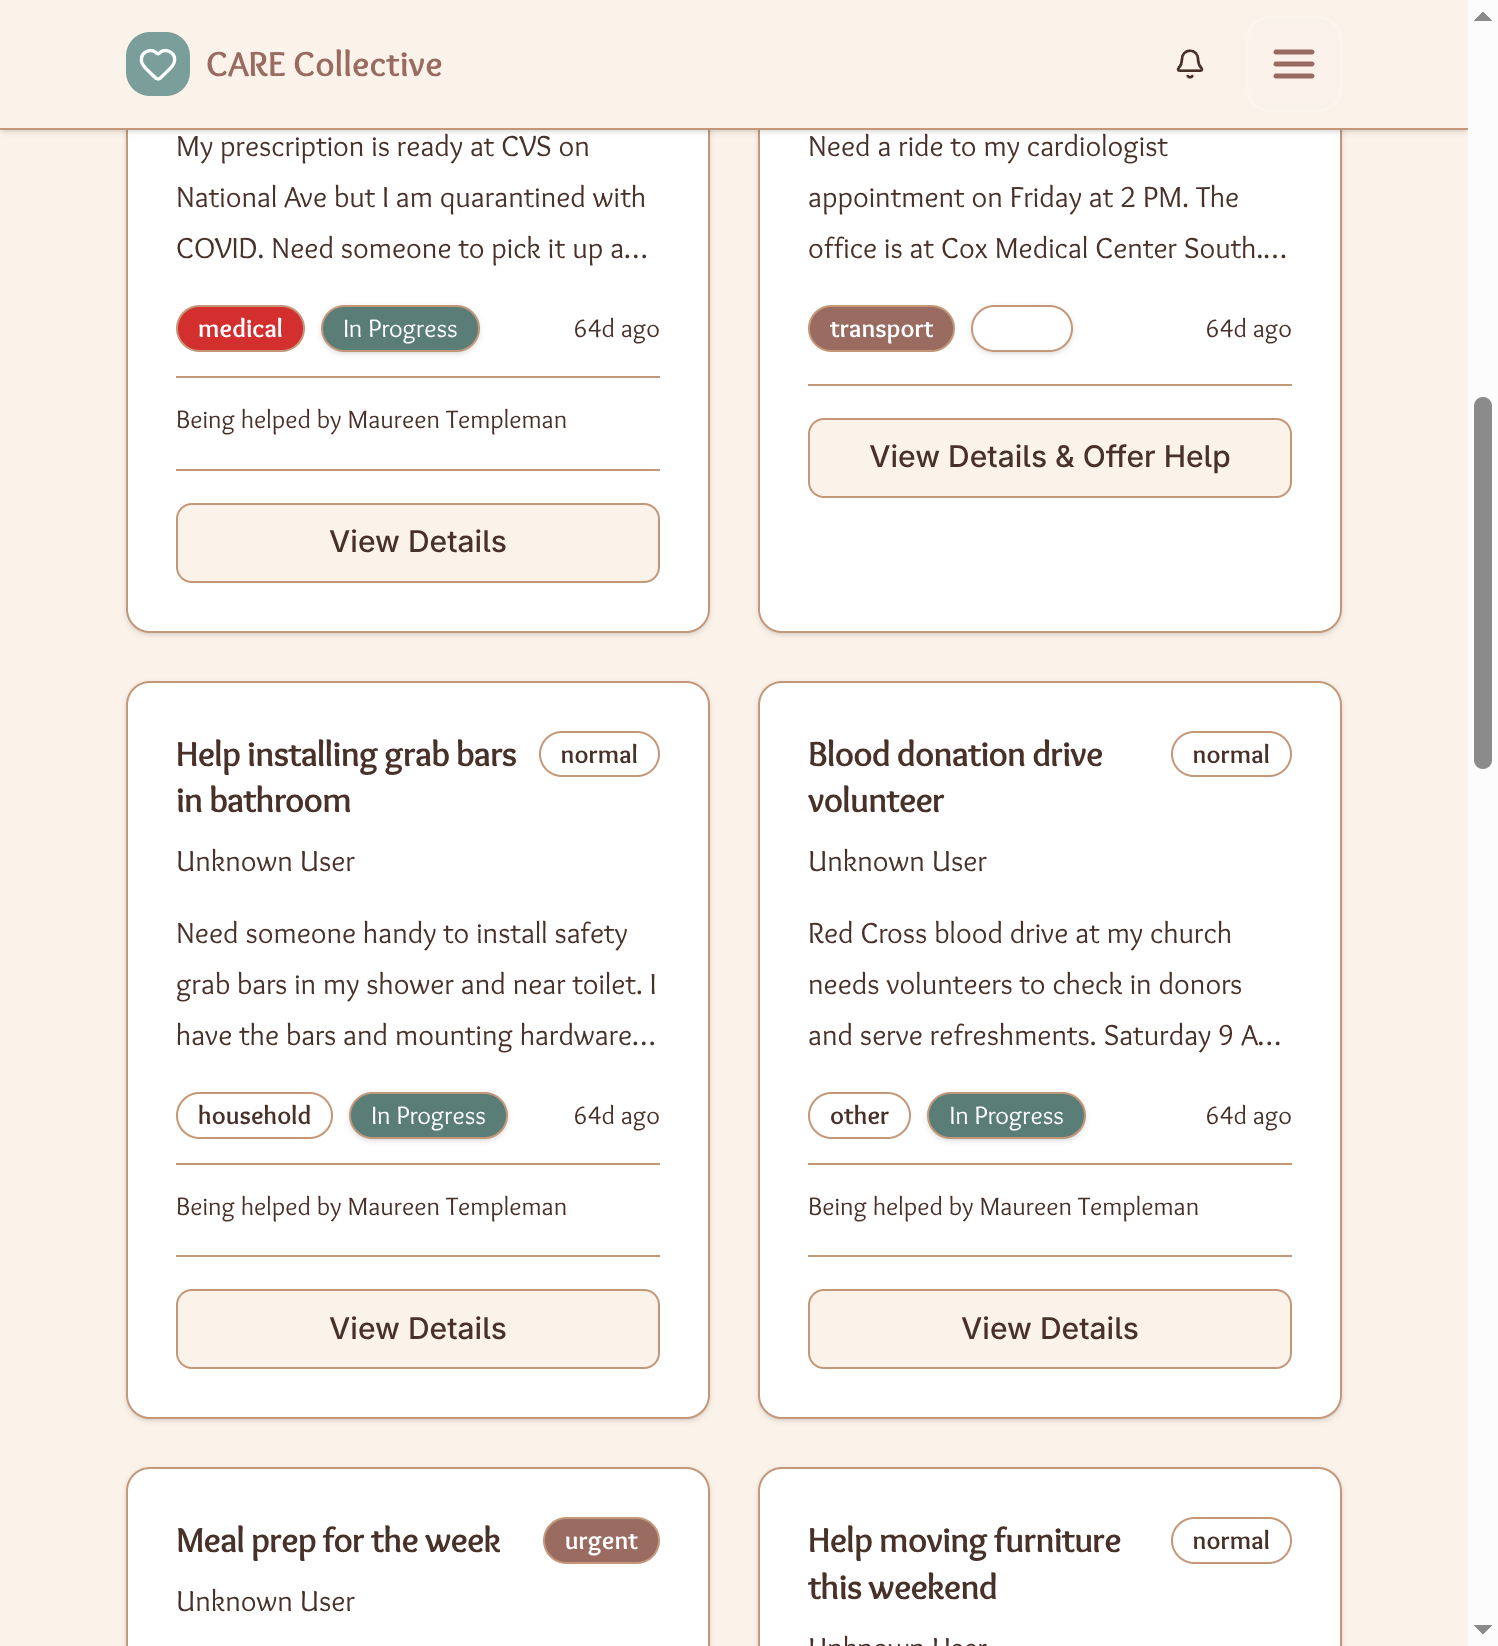 CARE Collective
My prescription is ready at CVS on
National Ave but I am quarantined with
COVID. Need someone to pick it up a...
medical
In Progress
64d ago
Being helped by Maureen Templeman
View Details
Need a ride to my cardiologist
appointment on Friday at 2 PM. The
office is at Cox Medical Center South....
transport
64d ago
View Details & Offer Help
Help installing grab bars
in bathroom
normal
Unknown User
Need someone handy to install safety
grab bars in my shower and near toilet. I
have the bars and mounting hardware...
household
In Progress
64d ago
Being helped by Maureen Templeman
View Details
Blood donation drive
volunteer
normal
Unknown User
Red Cross blood drive at my church
needs volunteers to check in donors
and serve refreshments. Saturday 9 A...
other
In Progress
64d ago
Being helped by Maureen Templeman
View Details
Meal prep for the week
urgent
Unknown User
Help moving furniture
this weekend
normal